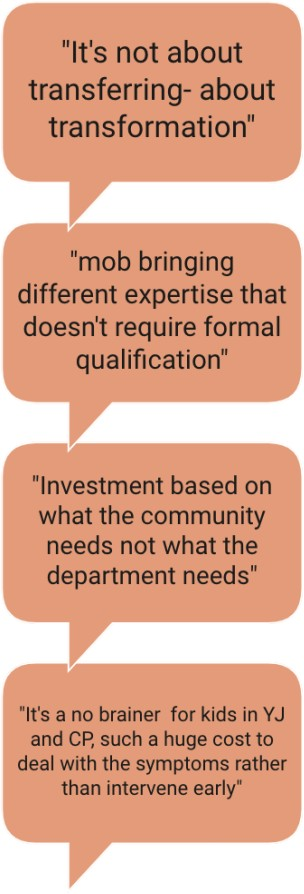 "It's not about
transferring- about
transformation"
"mob bringing
different expertise that
doesn't require formal
qualification"
"Investment based on
what the community
needs not what the
department needs"
"It's a no brainer  for kids in YJ
and CP, such a huge cost to
deal with the symptoms rather
than intervene early"